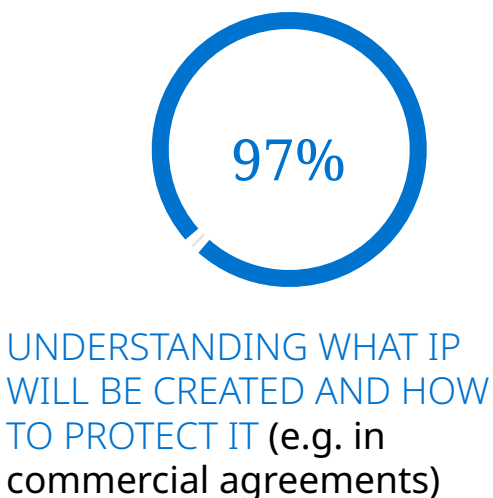 97%
UNDERSTANDING WHAT IP
WILL BE CREATED AND HOW
TO PROTECT IT (e.g. in
commercial agreements)